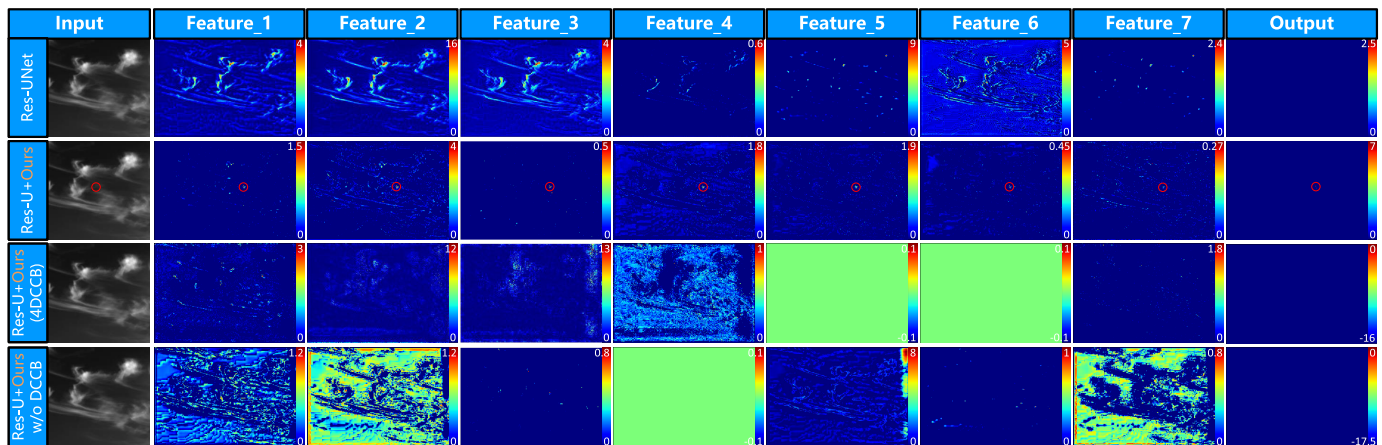 Input Feature_1 Feature_2 Feature_3 Feature_4 Feature_5 Feature_6 Feature_7 Output
Res-UNet
4 16 4 0.6 9 5 2.4 2.5
0 0 0 0 0 0 0 0
Res-U+Ours
1.5 4 0.5 1.8 1.9 0.45 0.27 7
0 0 0 0 0 0 0 0
Res-U+Ours
(4DCCB)
3 12 13 1 0.1 0.1 1.8 0
0 0 0 0 -0.1 -0.1 0 -16
Res-U+Ours
w/o DCCB
1.2 1.2 0.8 0.1 8 1 0.8 0
0 0 0 -0.1 0 0 0 -17.5